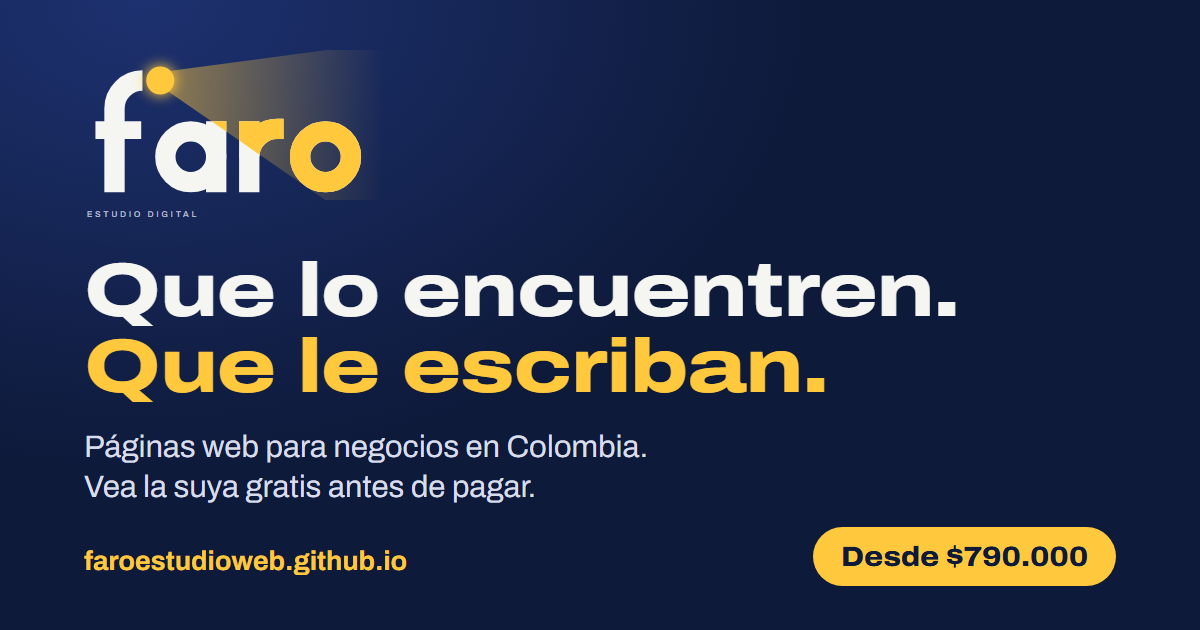 faro
ESTUDIO DIGITAL
Que lo encuentren.
Que le escriban.
Páginas web para negocios en Colombia.
Vea la suya gratis antes de pagar.
faroestudioweb.github.io
Desde $790.000